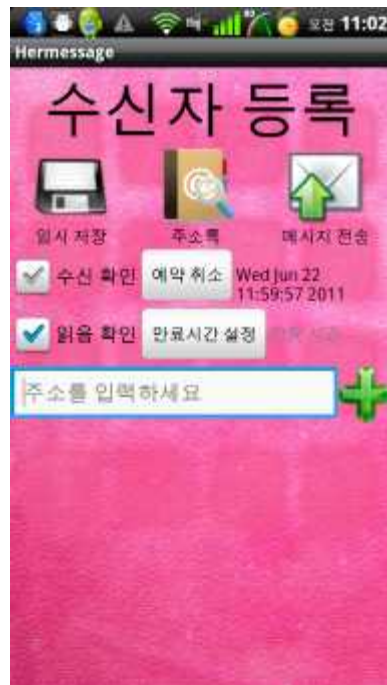 오전 11:02
Hermessage
수신자 등록
임시 저장 주소록 메시지 전송
수신 확인 예약 취소 Wed Jun 22
11:59:57 2011
읽음 확인 만료시간 설정
주소를 입력하세요